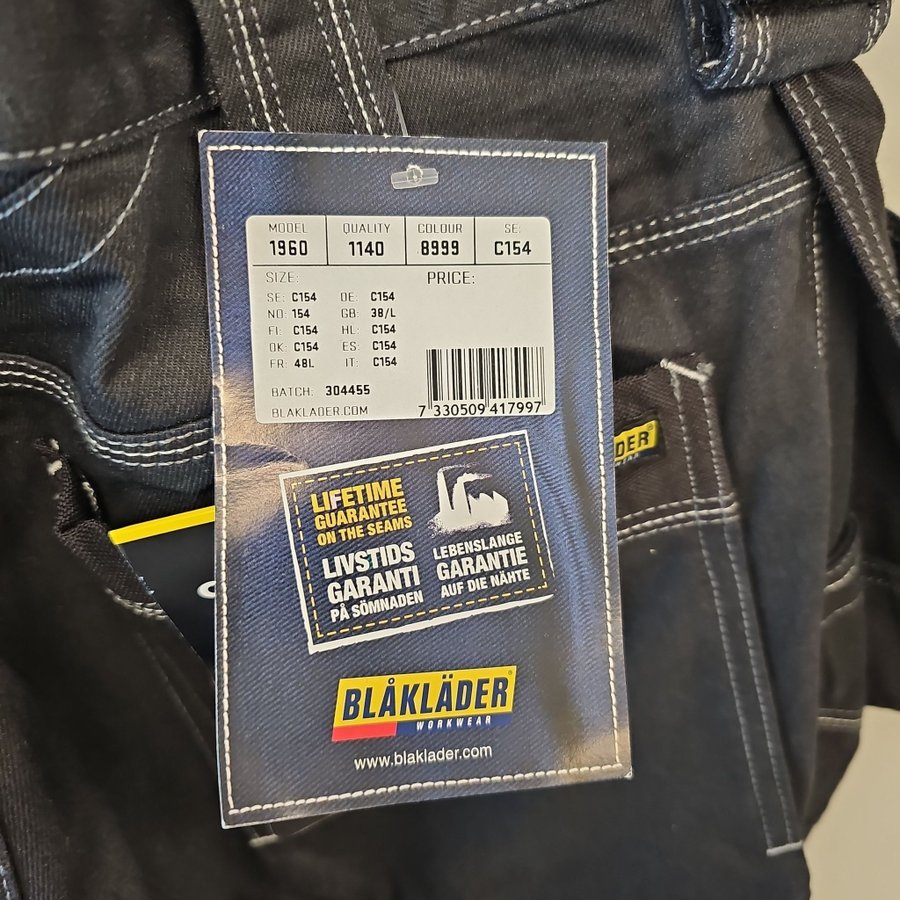 MODEL QUALITY COLOUR SE:
1960 1140 8999 C154
SIZE: PRICE:
SE: C154 DE: C154
NO: 154 GB: 38/L
FI: C154 HL: C154
DK: C154 ES: C154
FR: 48L IT: C154
BATCH: 304455
BLAKLADER.COM
7 330509 417997
LIFETIME
GUARANTEE
ON THE SEAMS
LIVSTIDS
GARANTI
PÅ SÖMNADEN
LEBENSLANGE
GARANTIE
AUF DIE NÄHTE
BLÅKLÄDER
WORKWEAR
www.blaklader.com
DER